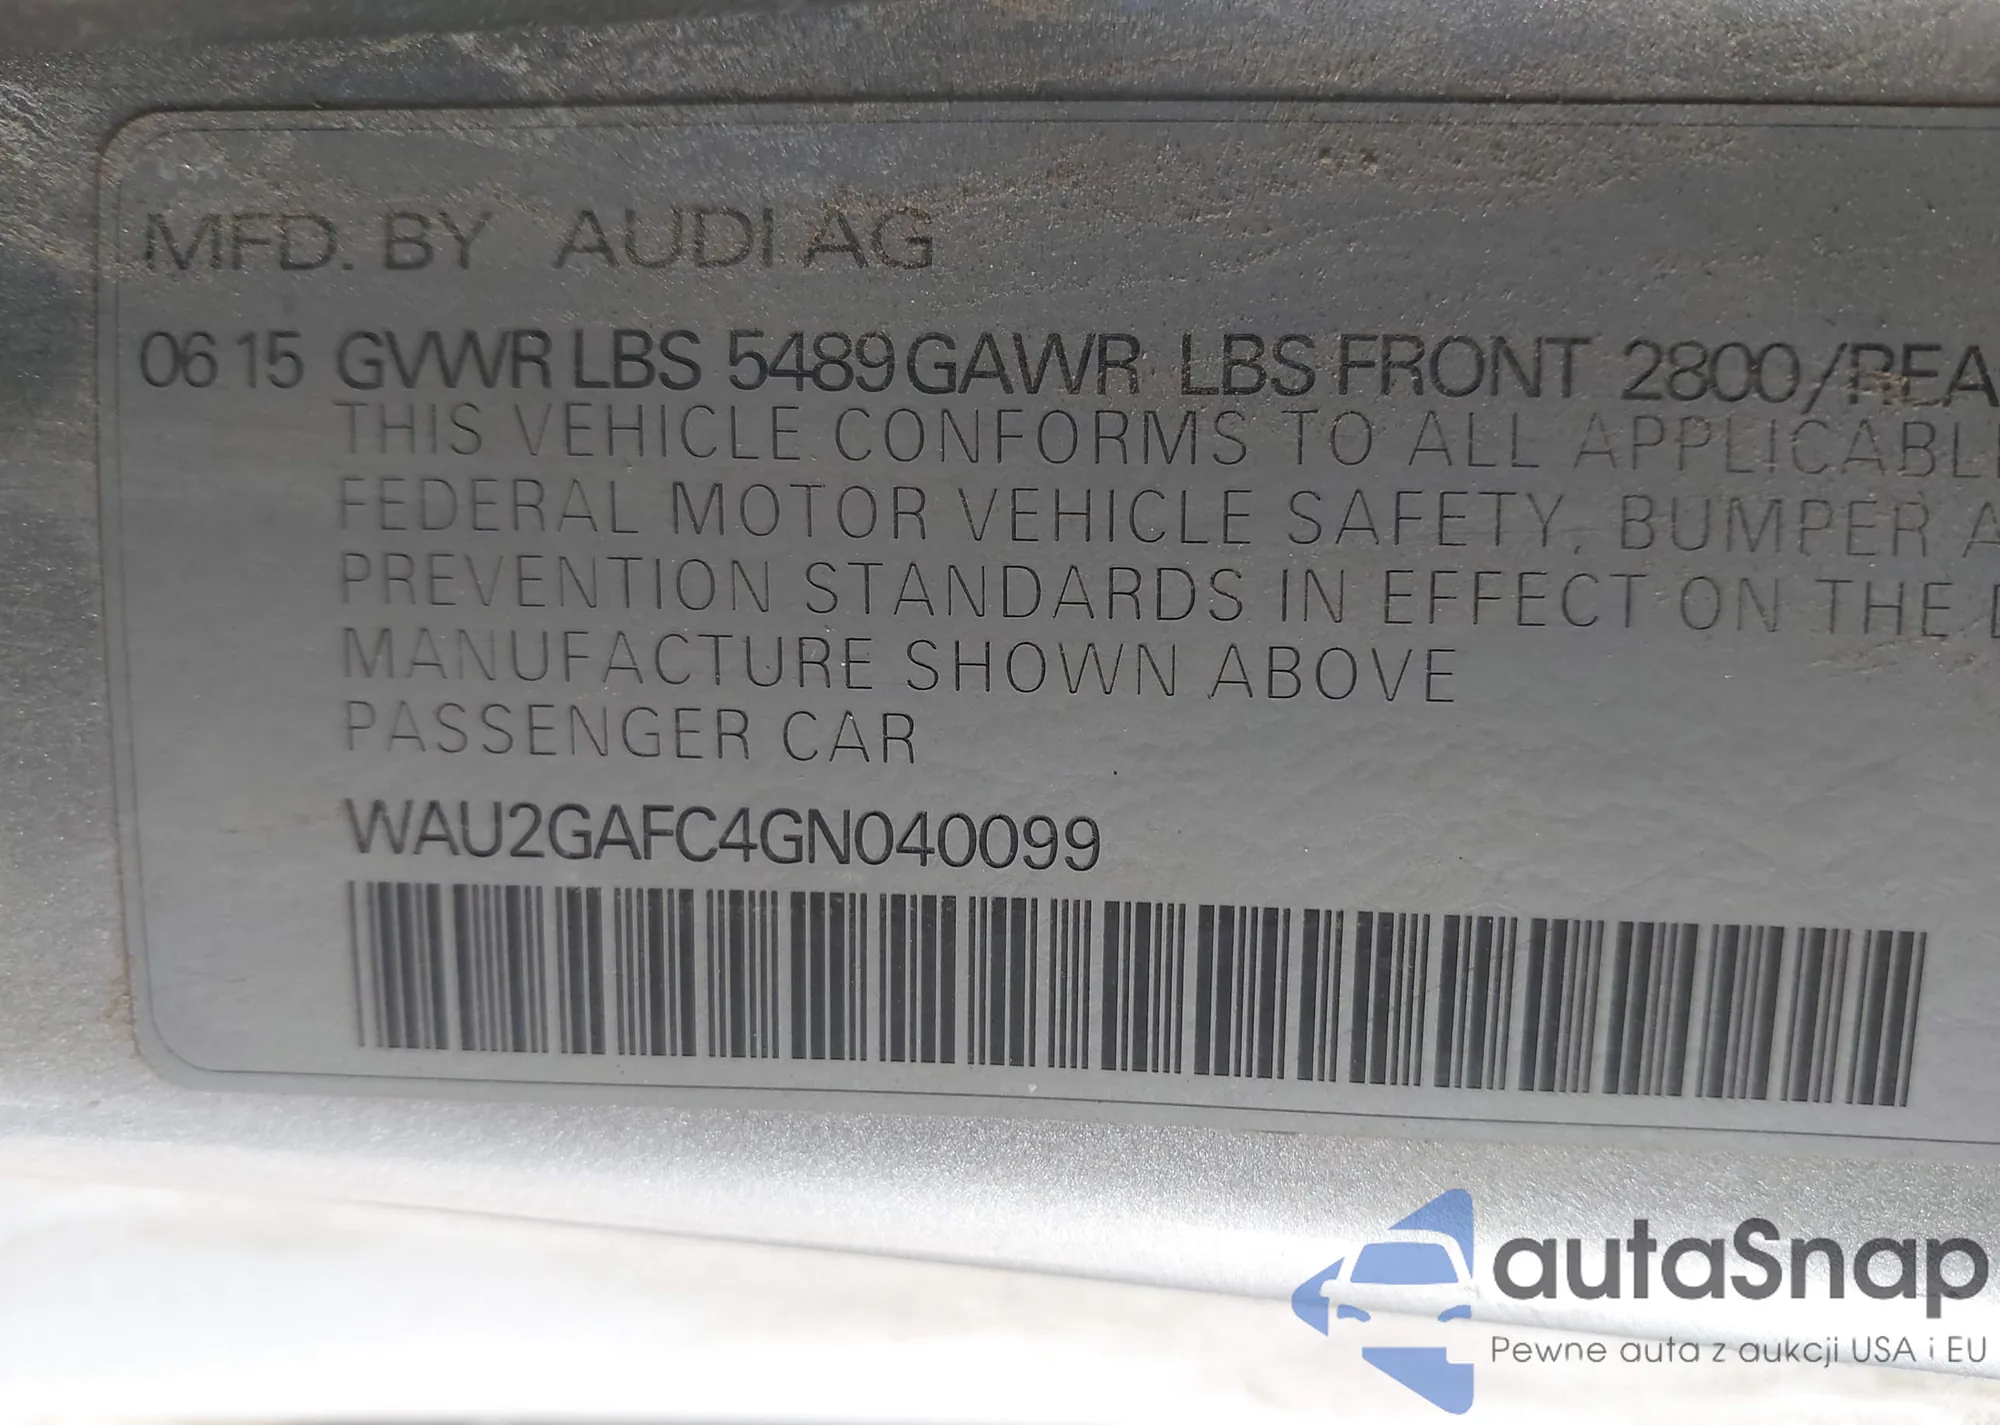 MFD. BY AUDI AG
06 15 GVWR LBS 5489 GAWR LBS FRONT 2800/REA
THIS VEHICLE CONFORMS TO ALL APPLICABL
FEDERAL MOTOR VEHICLE SAFETY, BUMPER A
PREVENTION STANDARDS IN EFFECT ON THE D
MANUFACTURE SHOWN ABOVE
PASSENGER CAR
WAU2GAFC4GN040099
autaSnap
Pewne auta z aukcji USA i EU